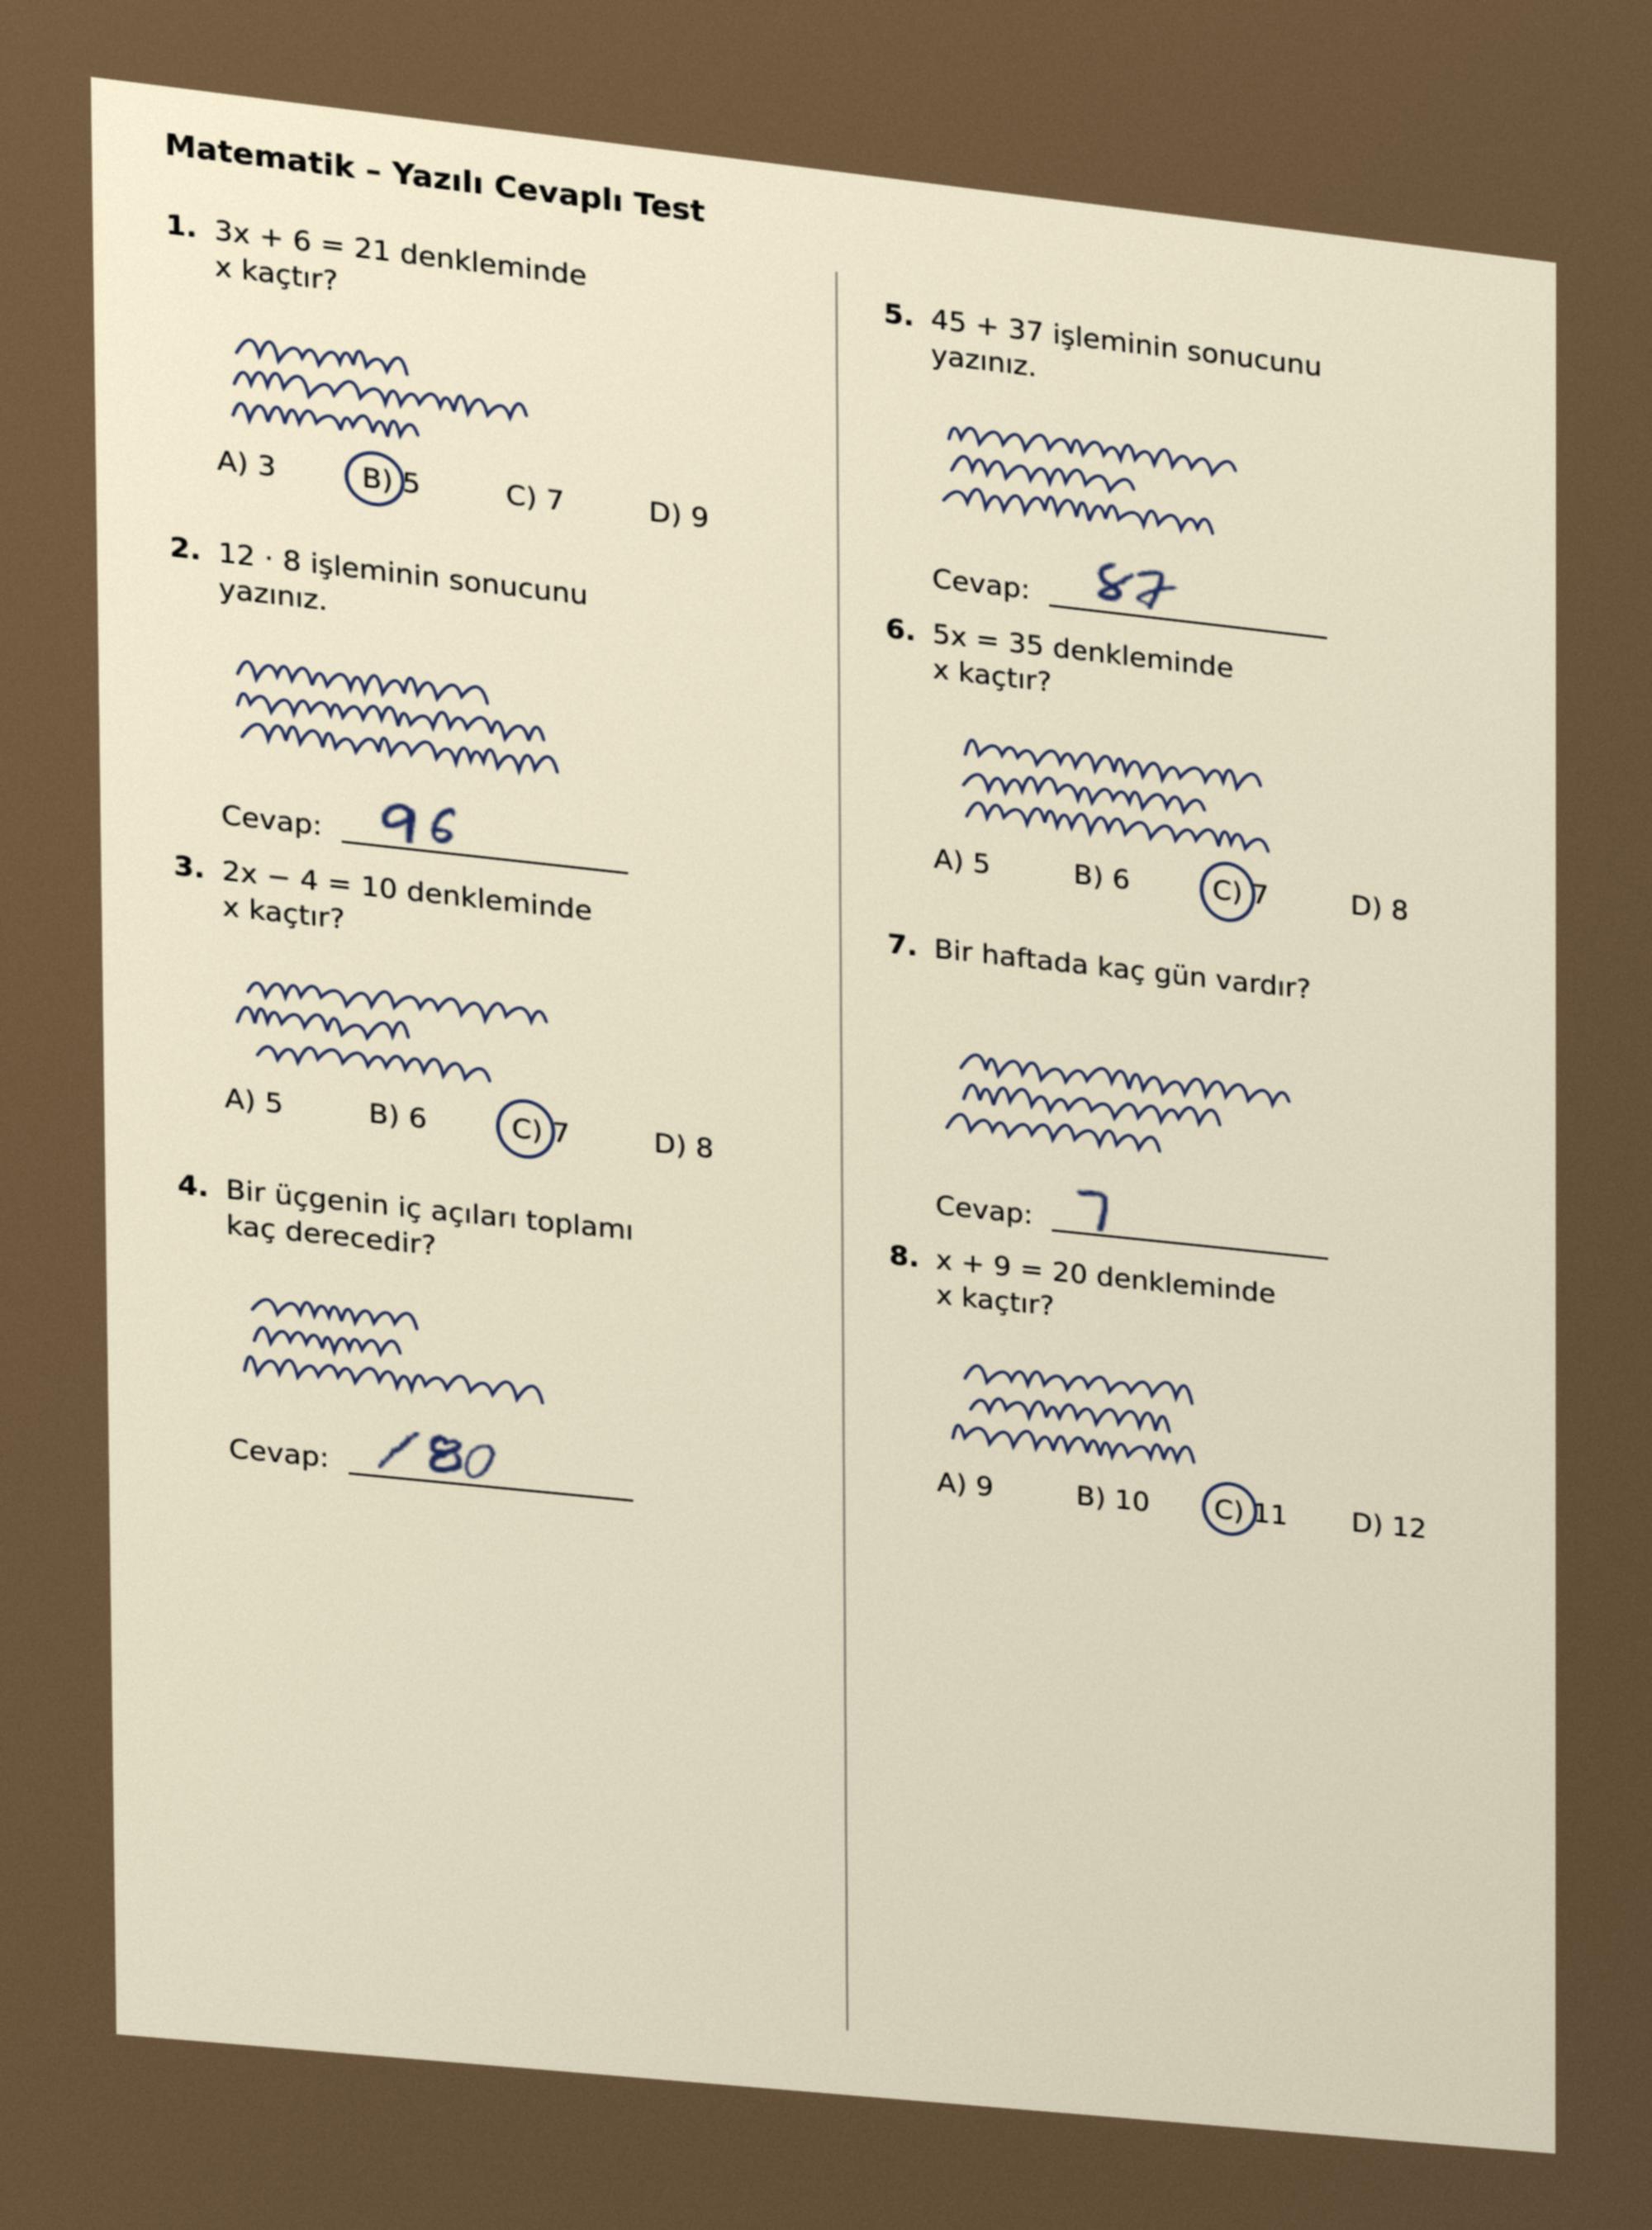 Matematik – Yazılı Cevaplı Test
1. 3x + 6 = 21 denkleminde
x kaçtır?
A) 3 B) 5 C) 7 D) 9
2. 12 · 8 işleminin sonucunu
yazınız.
Cevap: 96
3. 2x − 4 = 10 denkleminde
x kaçtır?
A) 5 B) 6 C) 7 D) 8
4. Bir üçgenin iç açıları toplamı
kaç derecedir?
Cevap: 180
5. 45 + 37 işleminin sonucunu
yazınız.
Cevap: 87
6. 5x = 35 denkleminde
x kaçtır?
A) 5 B) 6 C) 7 D) 8
7. Bir haftada kaç gün vardır?
Cevap: 7
8. x + 9 = 20 denkleminde
x kaçtır?
A) 9 B) 10 C) 11 D) 12